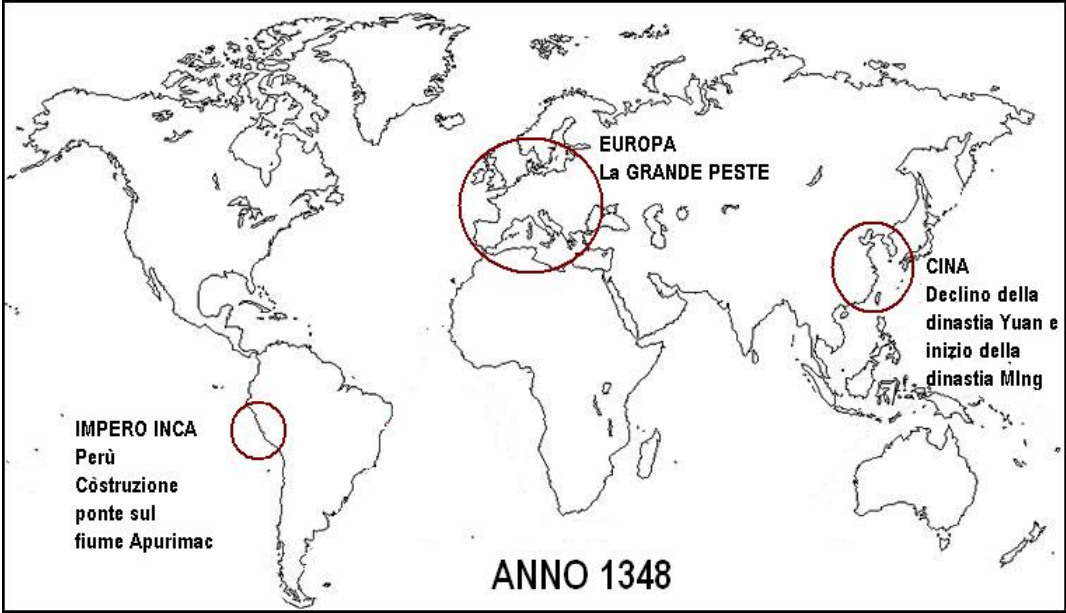 EUROPA
La GRANDE PESTE
CINA
Declino della
dinastia Yuan e
inizio della
dinastia MIng
IMPERO INCA
Perù
Còstruzione
ponte sul
fiume Apurimac
ANNO 1348